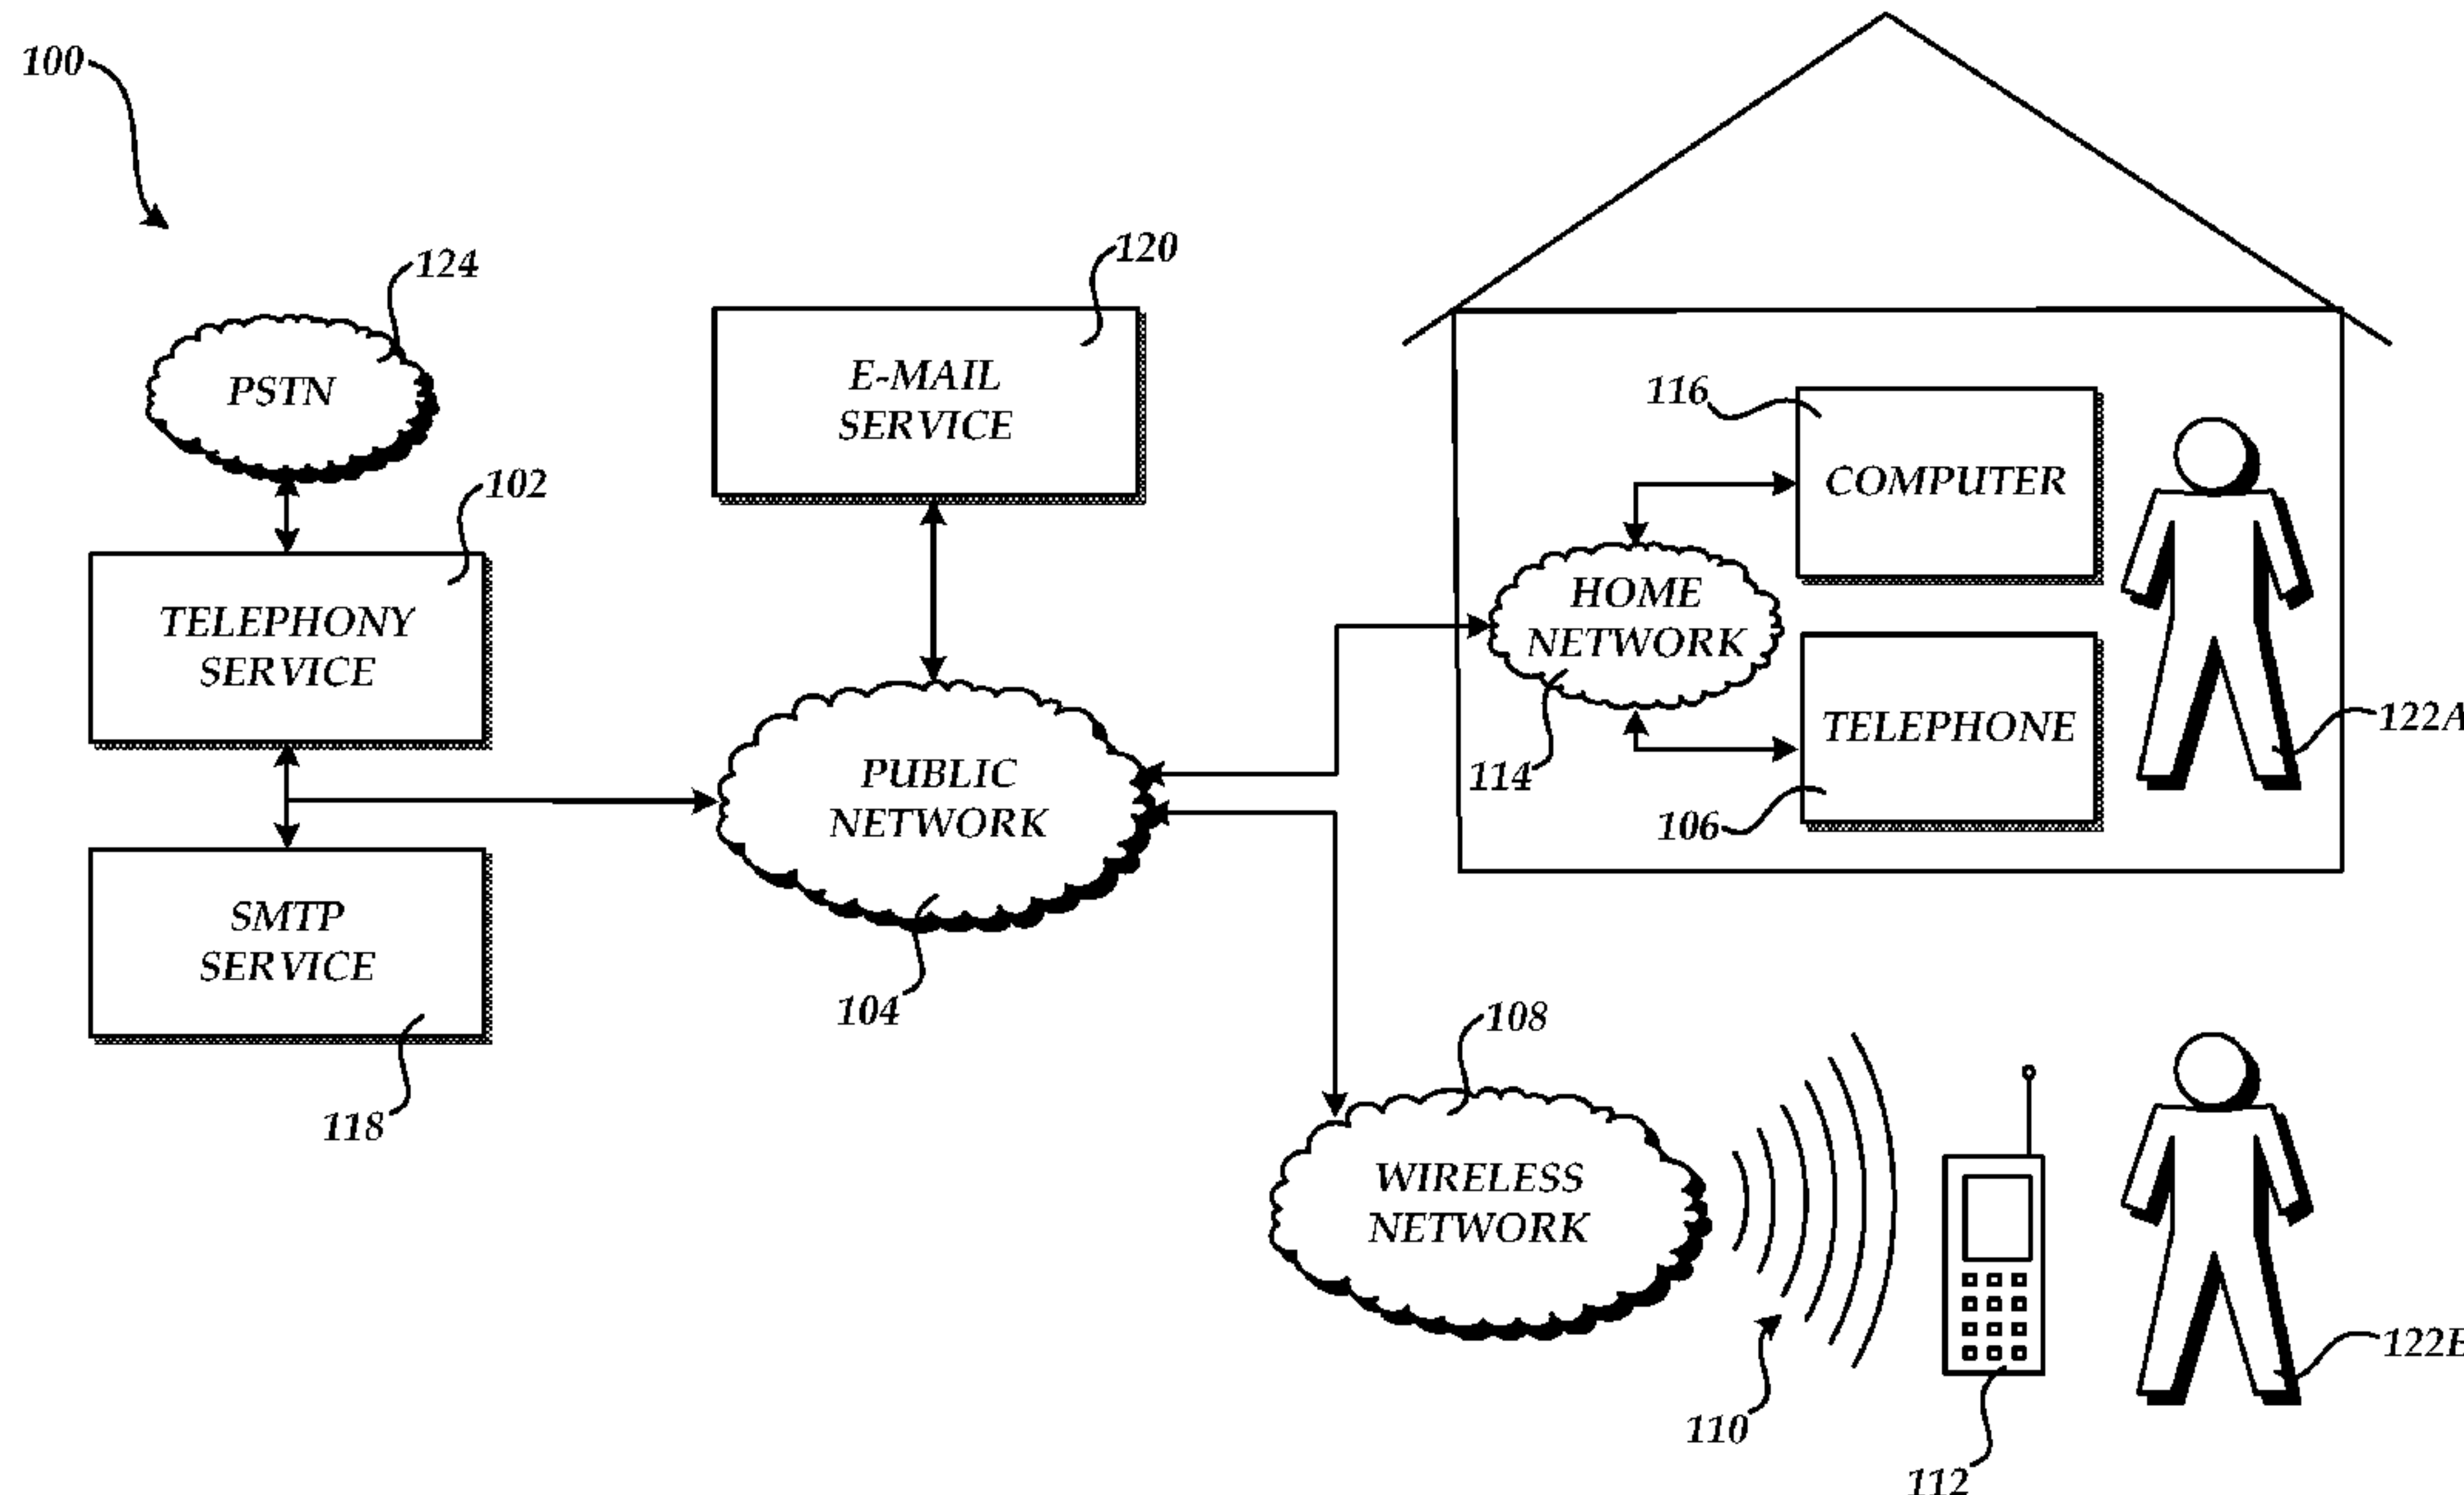 100
124
PSTN
102
TELEPHONY
SERVICE
SMTP
SERVICE
118
120
E-MAIL
SERVICE
PUBLIC
NETWORK
104
116
COMPUTER
HOME
NETWORK
114
TELEPHONE
106
122A
108
WIRELESS
NETWORK
110
112
122B